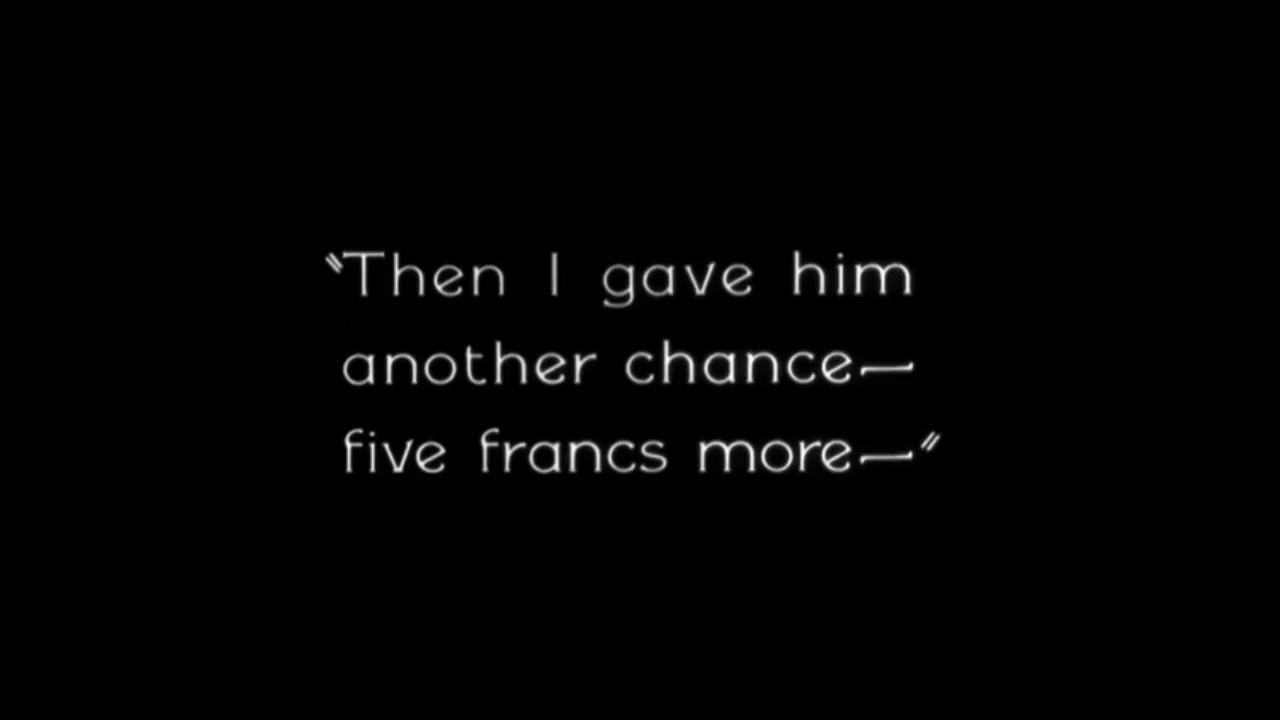 "Then I gave him
another chance—
five francs more—"